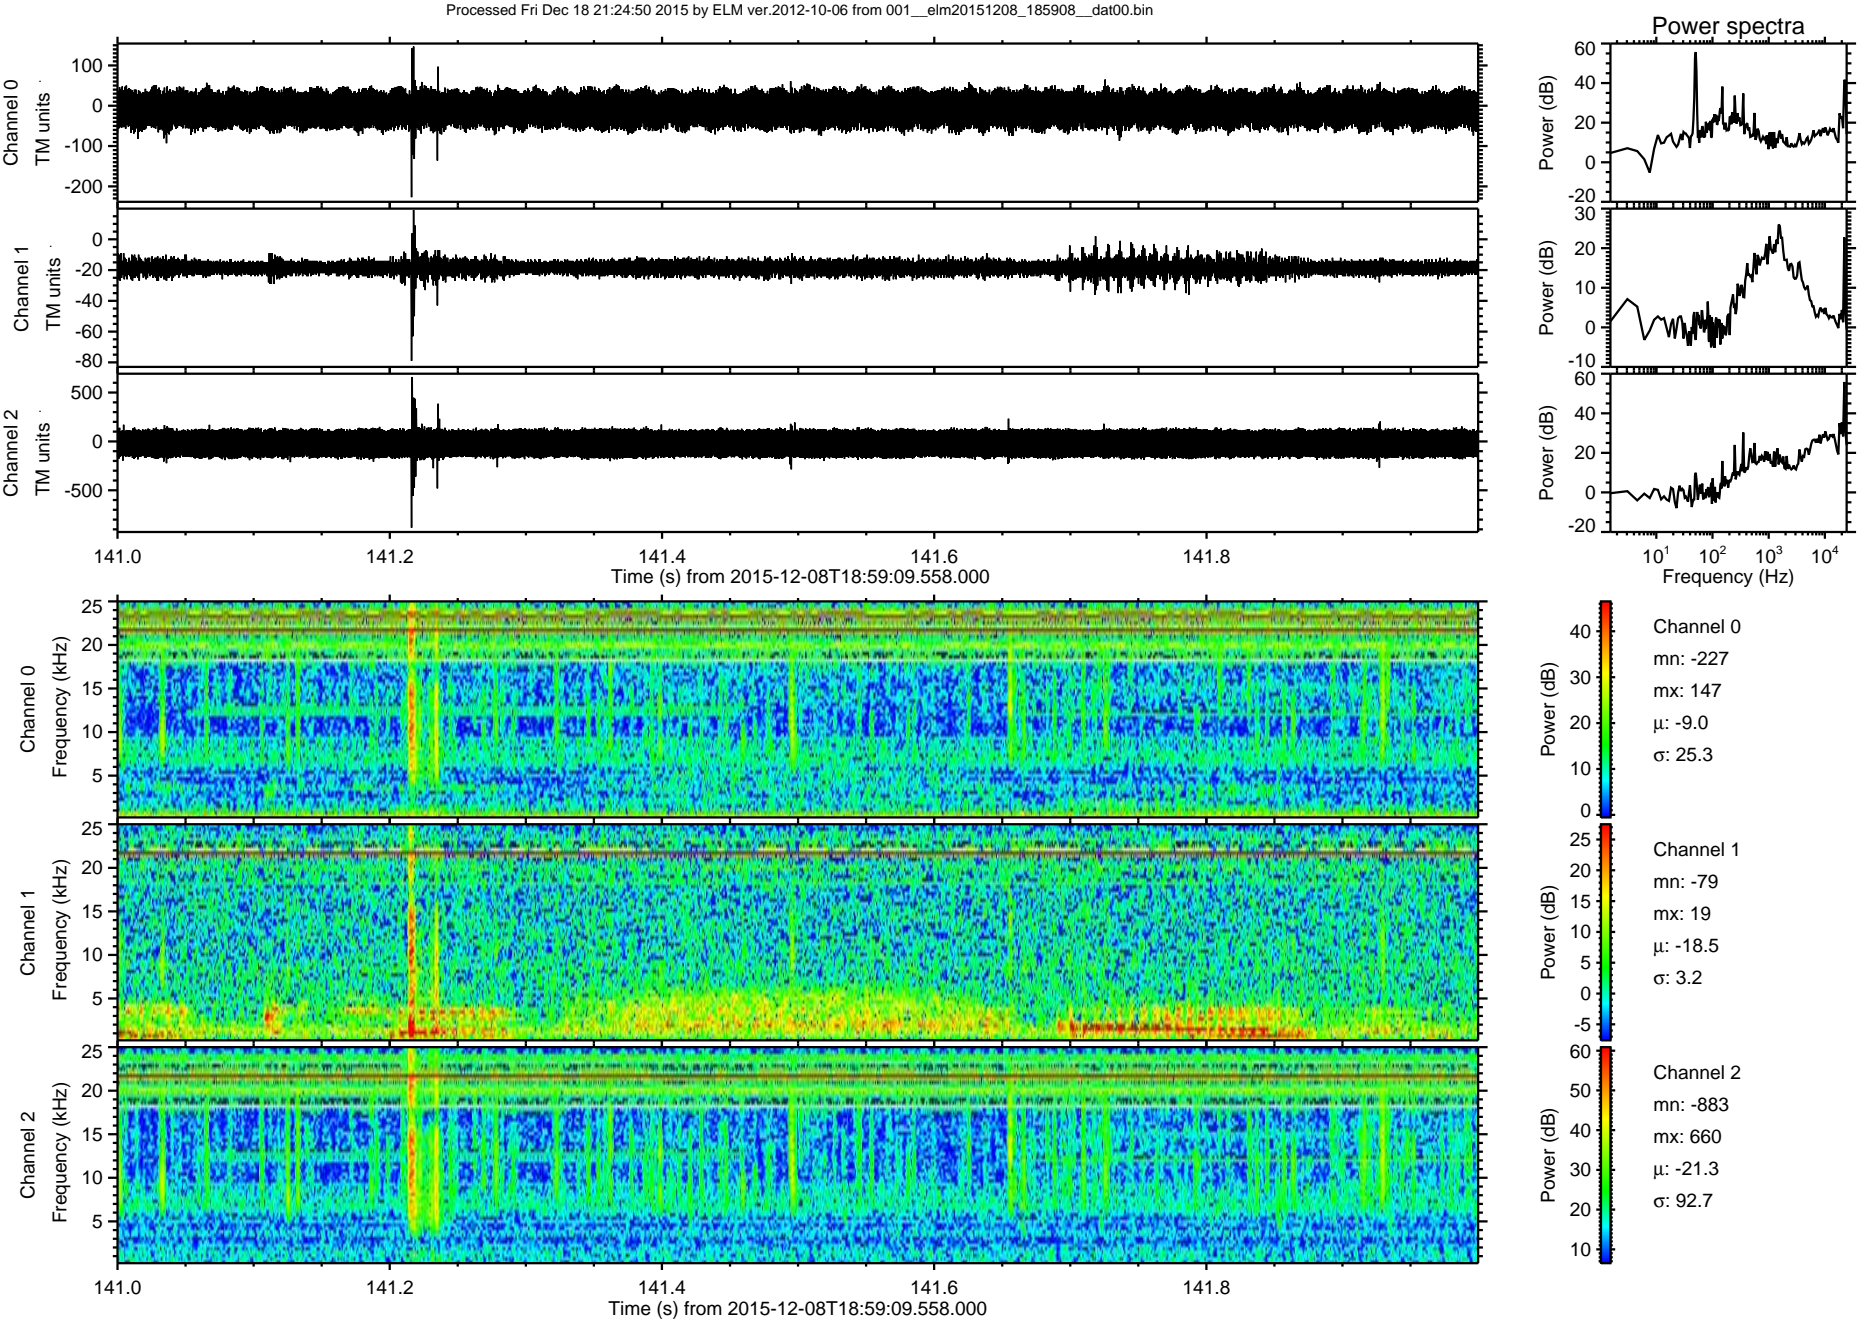 Processed Fri Dec 18 21:24:50 2015 by ELM ver.2012-10-06 from 001__elm20151208_185908__dat00.bin
Power spectra
Channel 0
TM units
100
0
-100
-200
Power (dB)
60
40
20
0
-20
Channel 1
TM units
0
-20
-40
-60
-80
Power (dB)
30
20
10
0
-10
Channel 2
TM units
500
0
-500
Power (dB)
60
40
20
0
-20
141.0 141.2 141.4 141.6 141.8
Time (s) from 2015-12-08T18:59:09.558.000
10^1 10^2 10^3 10^4
Frequency (Hz)
Channel 0
Frequency (kHz)
25
20
15
10
5
Power (dB)
40
30
20
10
0
Channel 0
mn: -227
mx: 147
µ: -9.0
σ: 25.3
Channel 1
Frequency (kHz)
25
20
15
10
5
Power (dB)
25
20
15
10
5
0
-5
Channel 1
mn: -79
mx: 19
µ: -18.5
σ: 3.2
Channel 2
Frequency (kHz)
25
20
15
10
5
Power (dB)
60
50
40
30
20
10
Channel 2
mn: -883
mx: 660
µ: -21.3
σ: 92.7
141.0 141.2 141.4 141.6 141.8
Time (s) from 2015-12-08T18:59:09.558.000